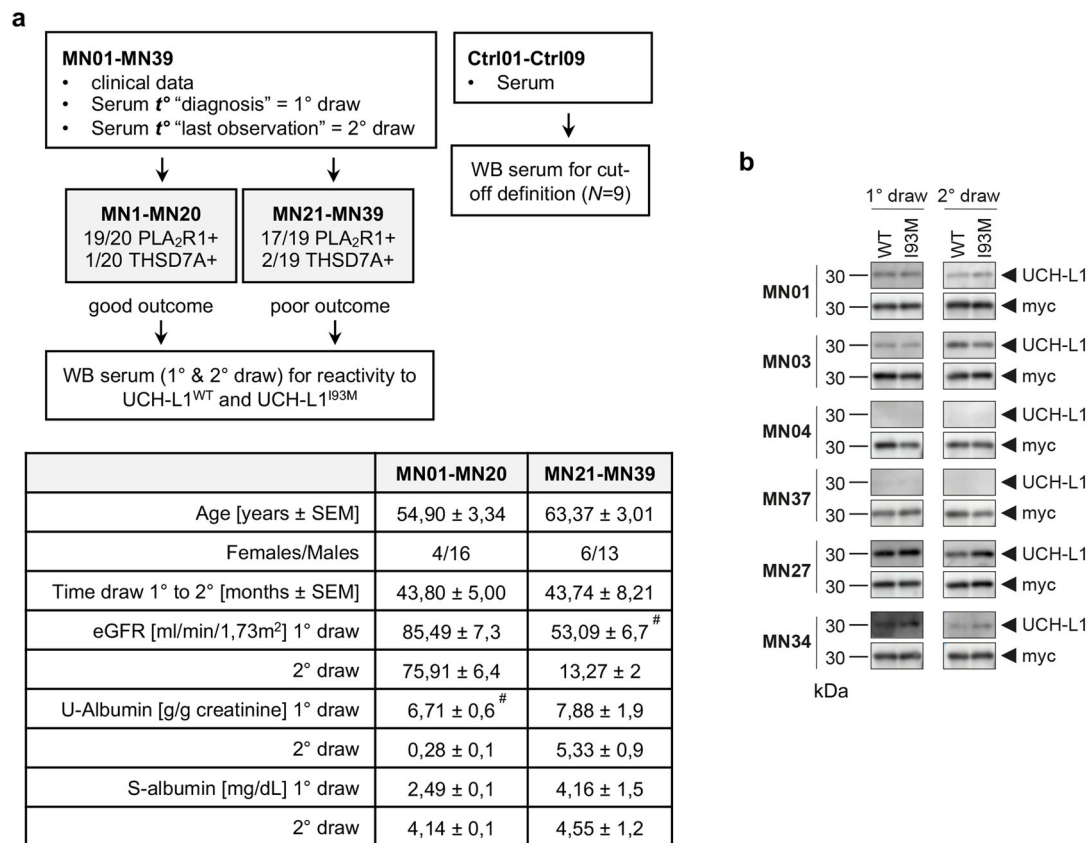 a
MN01-MN39
• clinical data
• Serum t° “diagnosis” = 1° draw
• Serum t° “last observation” = 2° draw
Ctrl01-Ctrl09
• Serum
WB serum for cut-
off definition (N=9)
MN1-MN20
19/20 PLA₂R1+
1/20 THSD7A+
MN21-MN39
17/19 PLA₂R1+
2/19 THSD7A+
good outcome
poor outcome
WB serum (1° & 2° draw) for reactivity to
UCH-L1ᵂᵀ and UCH-L1ᴵ⁹³ᴹ
MN01-MN20 MN21-MN39
Age [years ± SEM] 54,90 ± 3,34 63,37 ± 3,01
Females/Males 4/16 6/13
Time draw 1° to 2° [months ± SEM] 43,80 ± 5,00 43,74 ± 8,21
eGFR [ml/min/1,73m²] 1° draw 85,49 ± 7,3 53,09 ± 6,7 #
2° draw 75,91 ± 6,4 13,27 ± 2
U-Albumin [g/g creatinine] 1° draw 6,71 ± 0,6 # 7,88 ± 1,9
2° draw 0,28 ± 0,1 5,33 ± 0,9
S-albumin [mg/dL] 1° draw 2,49 ± 0,1 4,16 ± 1,5
2° draw 4,14 ± 0,1 4,55 ± 1,2
b
1° draw 2° draw
WT I93M WT I93M
MN01 30 UCH-L1
30 myc
MN03 30 UCH-L1
30 myc
MN04 30 UCH-L1
30 myc
MN37 30 UCH-L1
30 myc
MN27 30 UCH-L1
30 myc
MN34 30 UCH-L1
30 myc
kDa